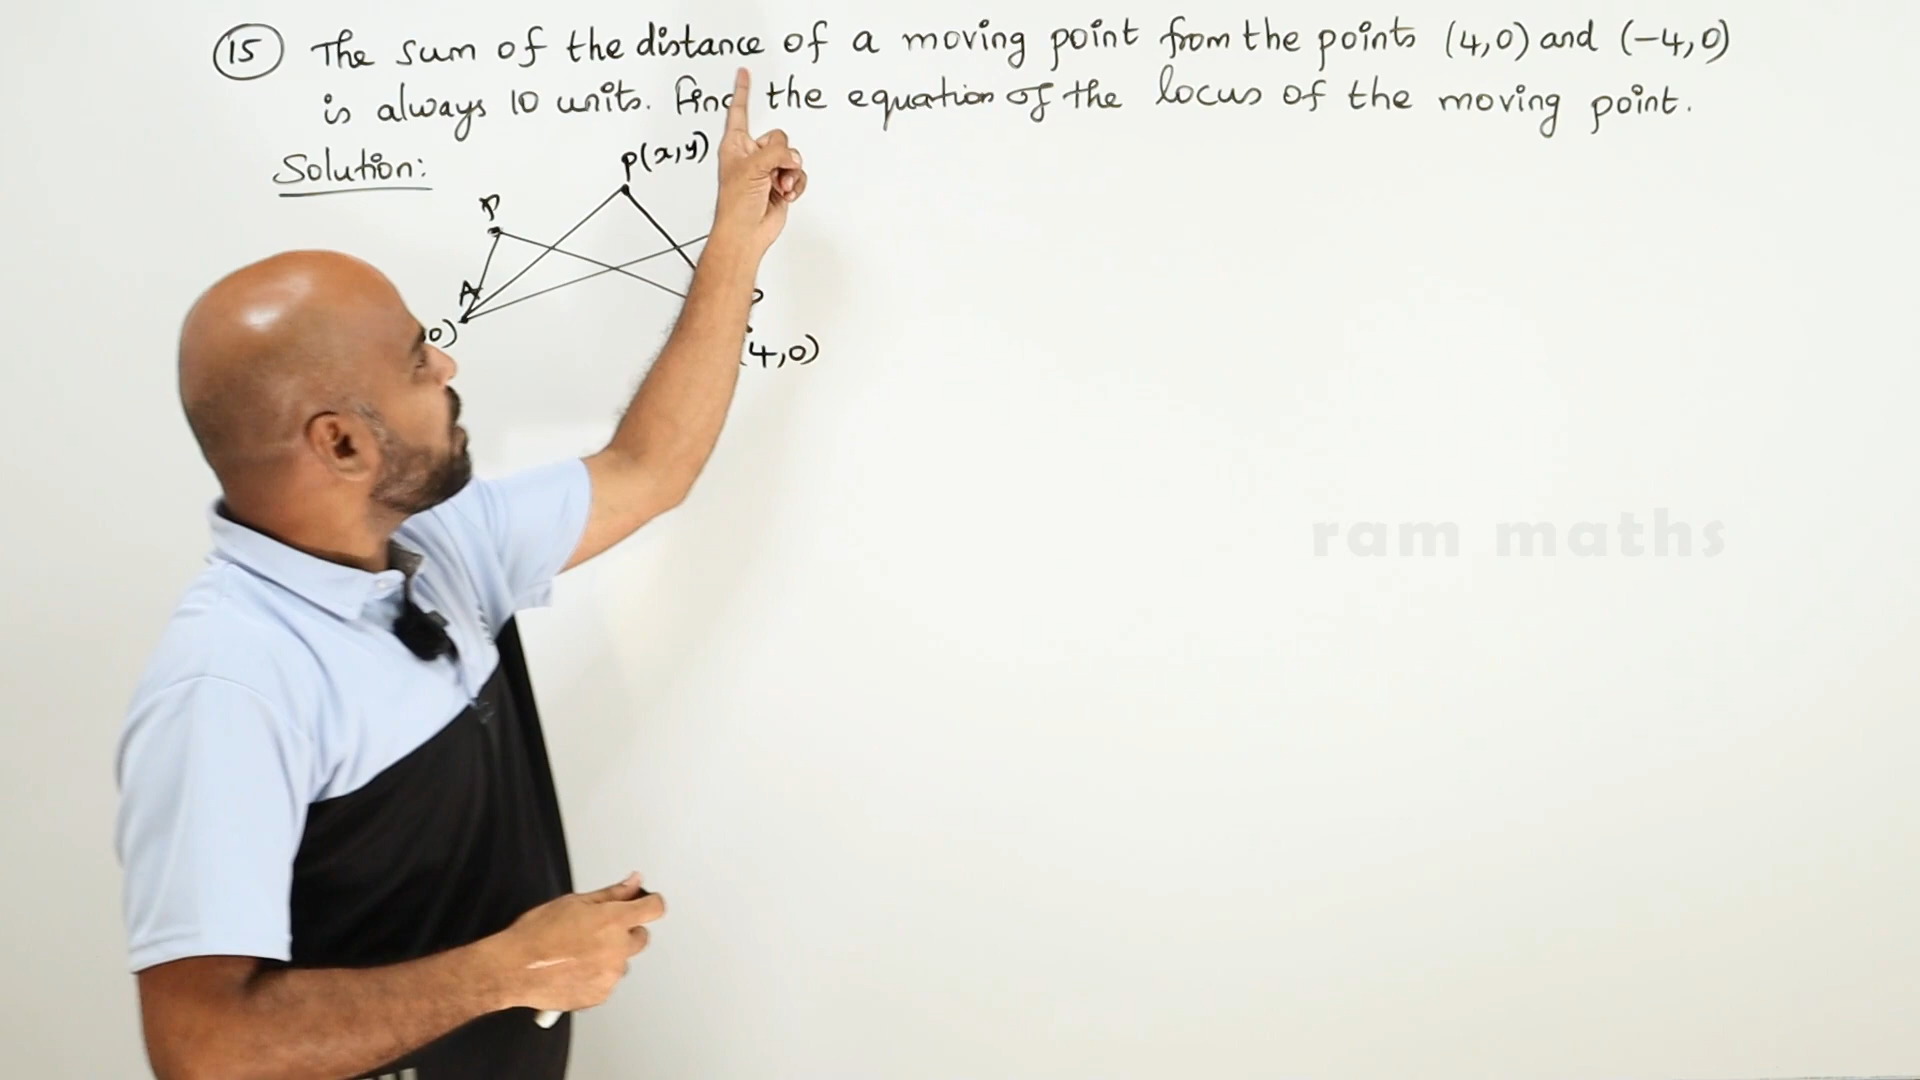 15 The sum of the distance of a moving point from the points (4,0) and (-4,0)
is always 10 units. Find the equation of the locus of the moving point.
Solution:
P(x,y)
P
A
0)
4,0)
ram maths